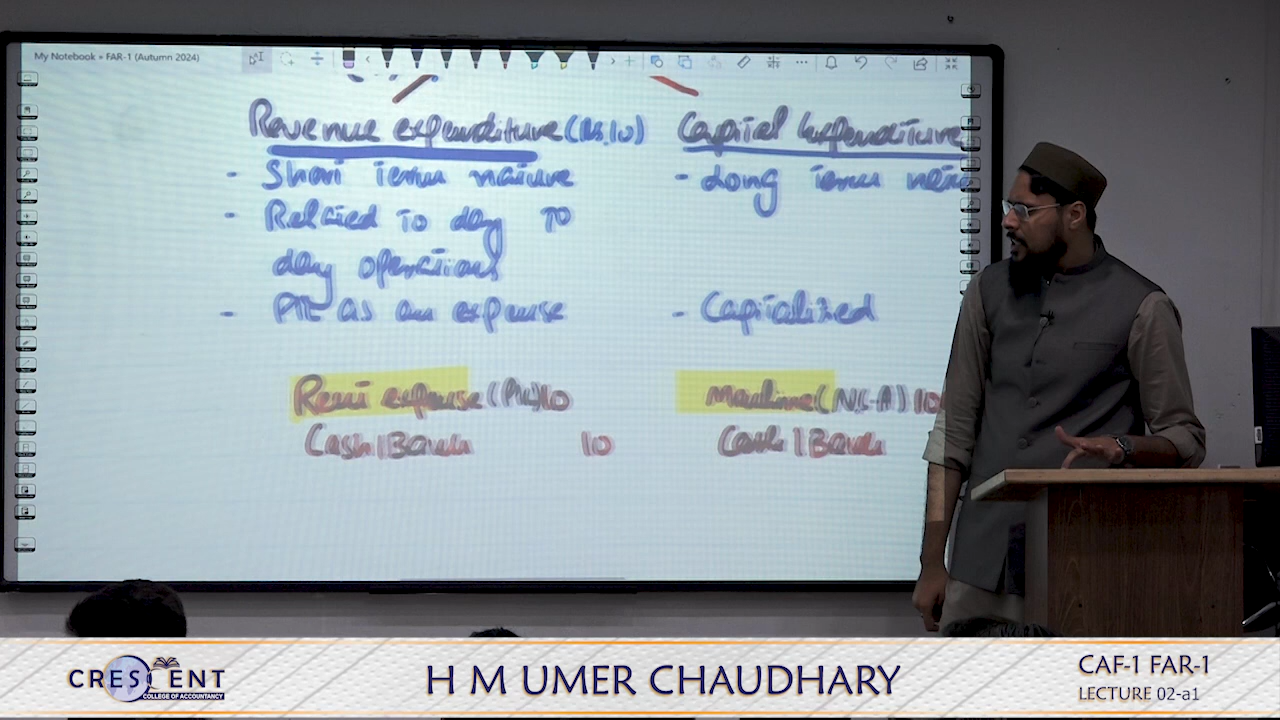 My Notebook » FAR-1 (Autumn 2024)
Revenue expenditure (Rs.10)
Capital Expenditure
- Short term nature
- Long term
- Related to day to
day operations
- P/L as an expense
- Capitalized
Rent expense (P/L) 10
Machine (N.C.A) 10
Cash/Bank 10
Cash/Bank
CRESCENT
COLLEGE OF ACCOUNTANCY
H M UMER CHAUDHARY
CAF-1 FAR-1
LECTURE 02-a1